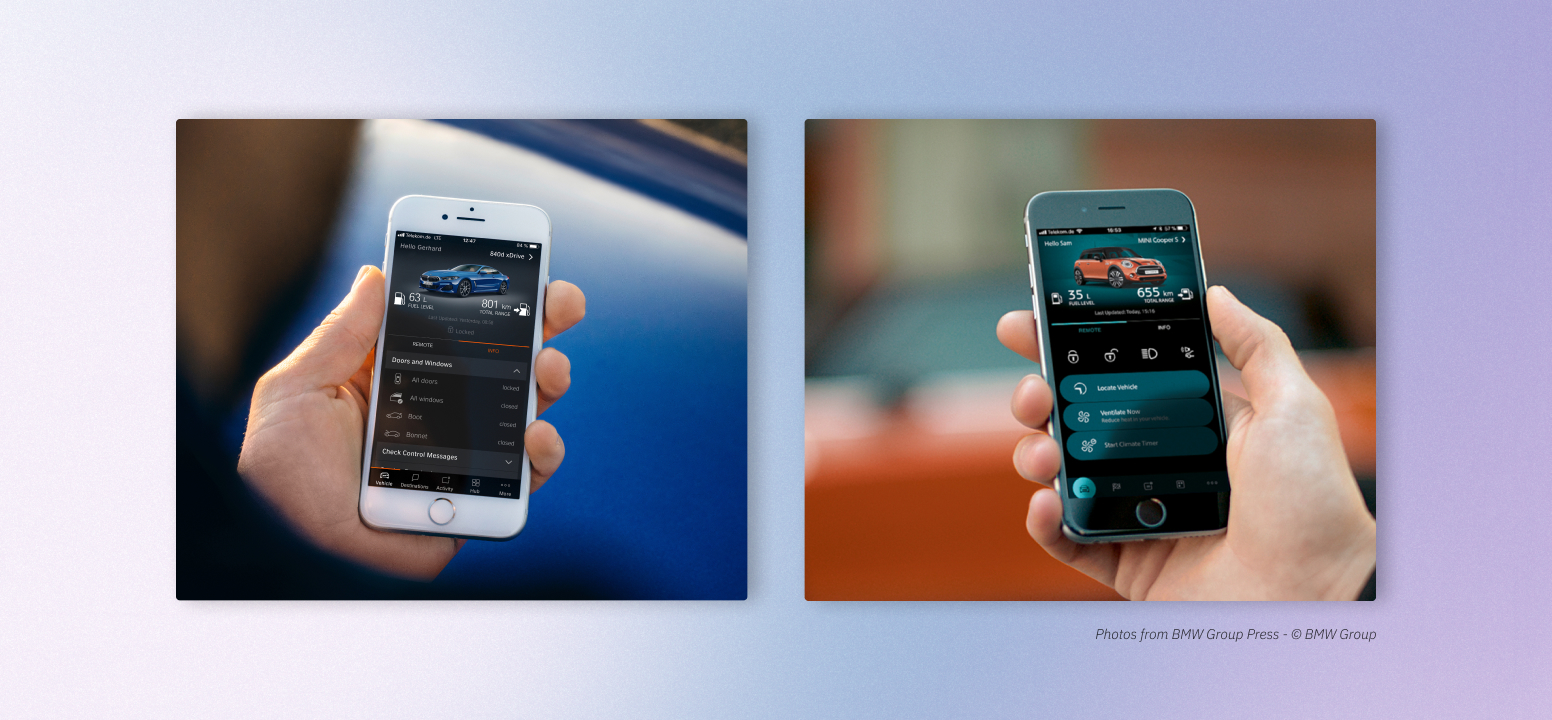 Telekom.de LTE 12:47 84 %
Hello Gerhard
840d xDrive
63 L
FUEL LEVEL
801 km
TOTAL RANGE
Last Updated: Yesterday, 
Locked
REMOTE INFO
Doors and Windows
All doors locked
All windows closed
Boot closed
Bonnet closed
Check Control Messages
Vehicle Destinations Activity Hub More
Telekom.de 15:53 57 %
Hello Sam MINI Cooper S
35 L
FUEL LEVEL
655 km
TOTAL RANGE
Last Updated: Today, 15:16
REMOTE INFO
Locate Vehicle
Ventilate Now
Reduce heat in your vehicle.
Start Climate Timer
Photos from BMW Group Press - © BMW Group